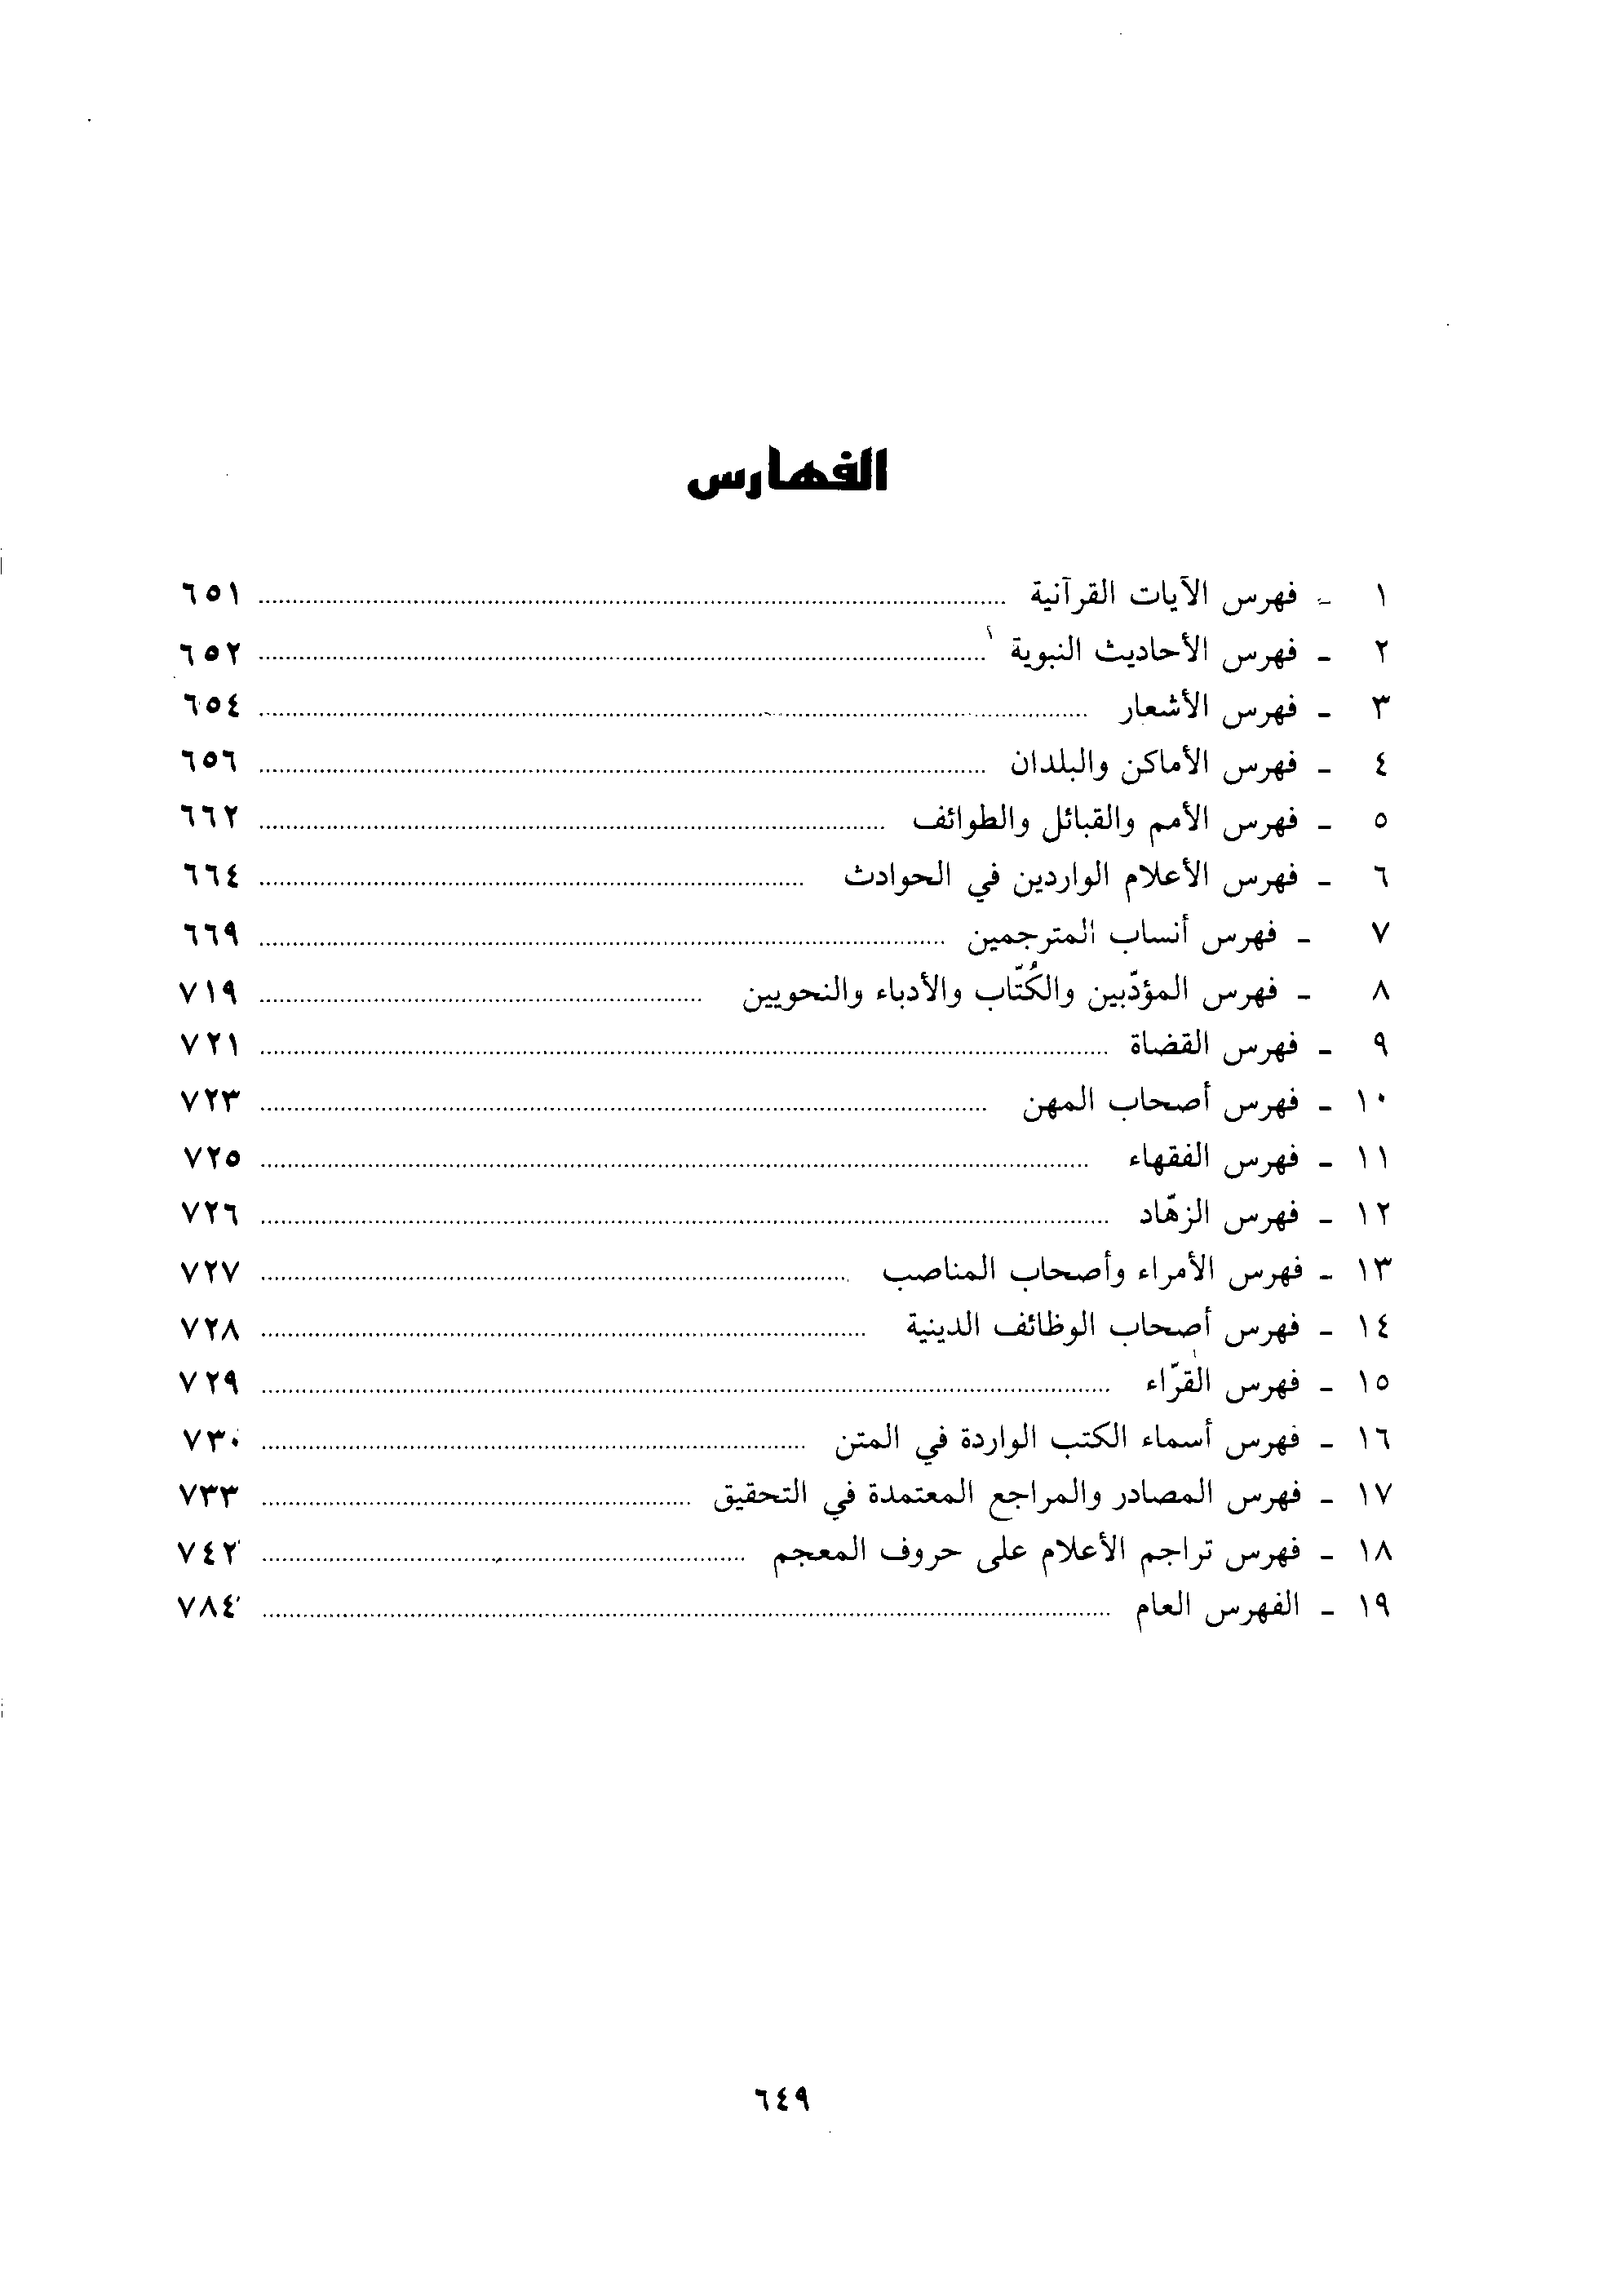 الفهارس
١ - فهرس الآيات القرآنية ........ ٦٥١
٢ - فهرس الأحاديث النبوية ........ ٦٥٢
٣ - فهرس الأشعار ........ ٦٥٤
٤ - فهرس الأماكن والبلدان ........ ٦٥٦
٥ - فهرس الأمم والقبائل والطوائف ........ ٦٦٢
٦ - فهرس الأعلام الواردين في الحوادث ........ ٦٦٤
٧ - فهرس أنساب المترجمين ........ ٦٦٩
٨ - فهرس المؤدّبين والكُتّاب والأدباء والنحويين ........ ٧١٩
٩ - فهرس القضاة ........ ٧٢١
١٠ - فهرس أصحاب المهن ........ ٧٢٣
١١ - فهرس الفقهاء ........ ٧٢٥
١٢ - فهرس الزهّاد ........ ٧٢٦
١٣ - فهرس الأمراء وأصحاب المناصب ........ ٧٢٧
١٤ - فهرس أصحاب الوظائف الدينية ........ ٧٢٨
١٥ - فهرس القرّاء ........ ٧٢٩
١٦ - فهرس أسماء الكتب الواردة في المتن ........ ٧٣٠
١٧ - فهرس المصادر والمراجع المعتمدة في التحقيق ........ ٧٣٣
١٨ - فهرس تراجم الأعلام على حروف المعجم ........ ٧٤٢
١٩ - الفهرس العام ........ ٧٨٤
٦٤٩